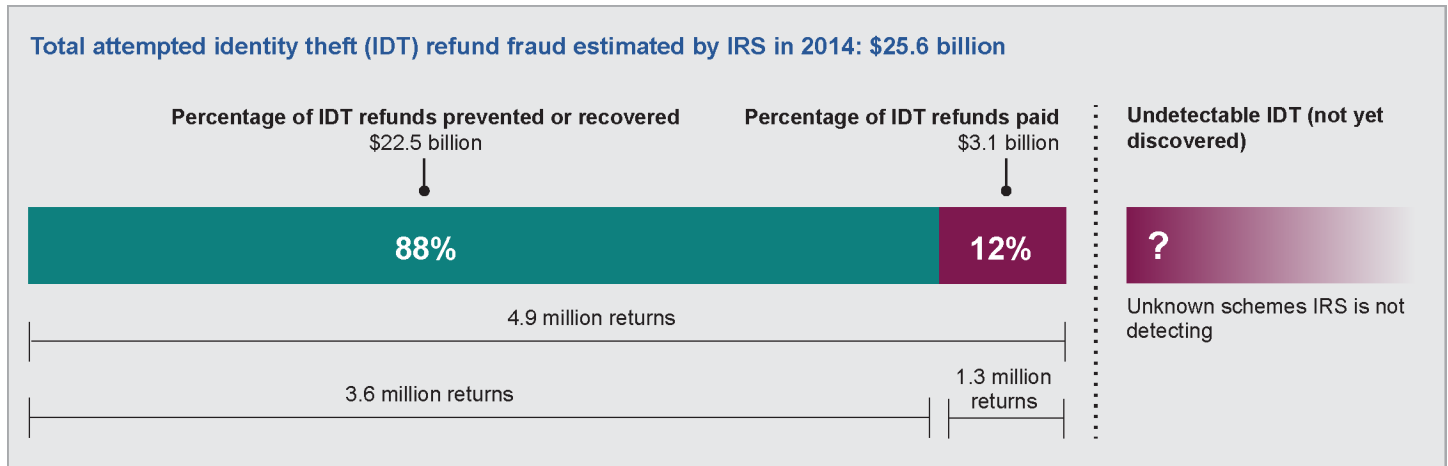 Total attempted identity theft (IDT) refund fraud estimated by IRS in 2014: $25.6 billion
Percentage of IDT refunds prevented or recovered
$22.5 billion
Percentage of IDT refunds paid
$3.1 billion
Undetectable IDT (not yet
discovered)
88%
12%
?
Unknown schemes IRS is not
detecting
4.9 million returns
3.6 million returns
1.3 million
returns